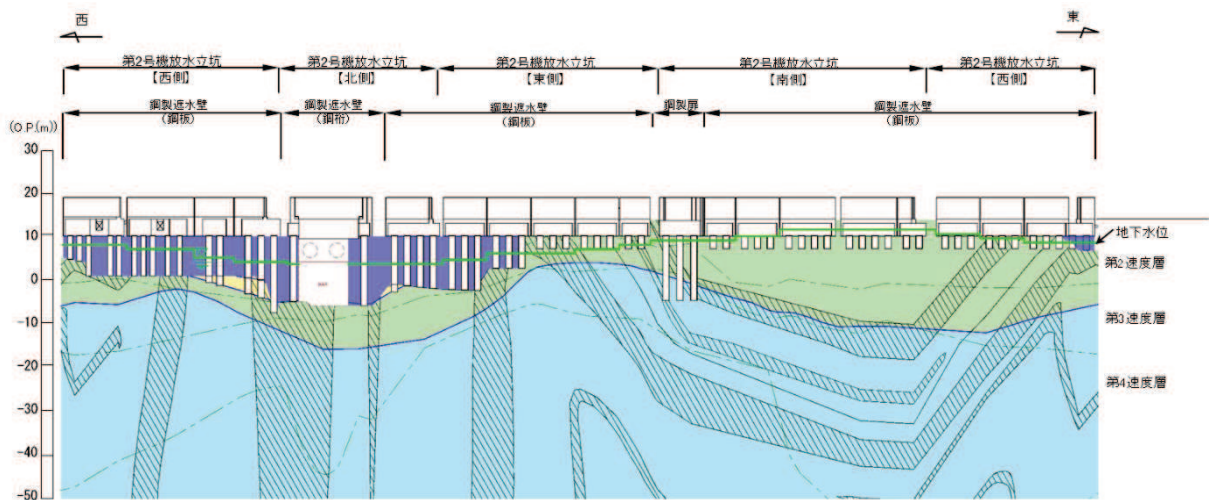 西
東
第2号機放水立坑
【西側】
第2号機放水立坑
【北側】
第2号機放水立坑
【東側】
第2号機放水立坑
【南側】
第2号機放水立坑
【西側】
鋼製遮水壁
(鋼板)
鋼製遮水壁
(鋼桁)
鋼製遮水壁
(鋼板)
鋼製扉
鋼製遮水壁
(鋼板)
(O.P.(m))
30
20
10
0
-10
-20
-30
-40
-50
地下水位
第2速度層
第3速度層
第4速度層